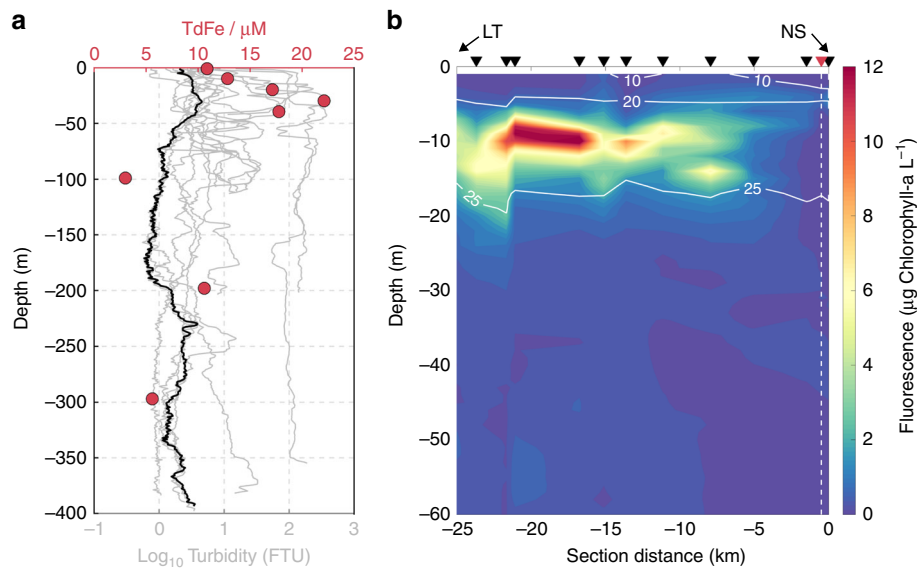 a
TdFe / μM
0 5 10 15 20 25
0
−50
−100
−150
−200
−250
−300
−350
−400
Depth (m)
−1 0 1 2 3
Log10 Turbidity (FTU)
b
LT NS
0
−10
−20
−30
−40
−50
−60
Depth (m)
10 10
20
25 25
−25 −20 −15 −10 −5 0
Section distance (km)
12
10
8
6
4
2
0
Fluorescence (μg Chlorophyll-a L−1)